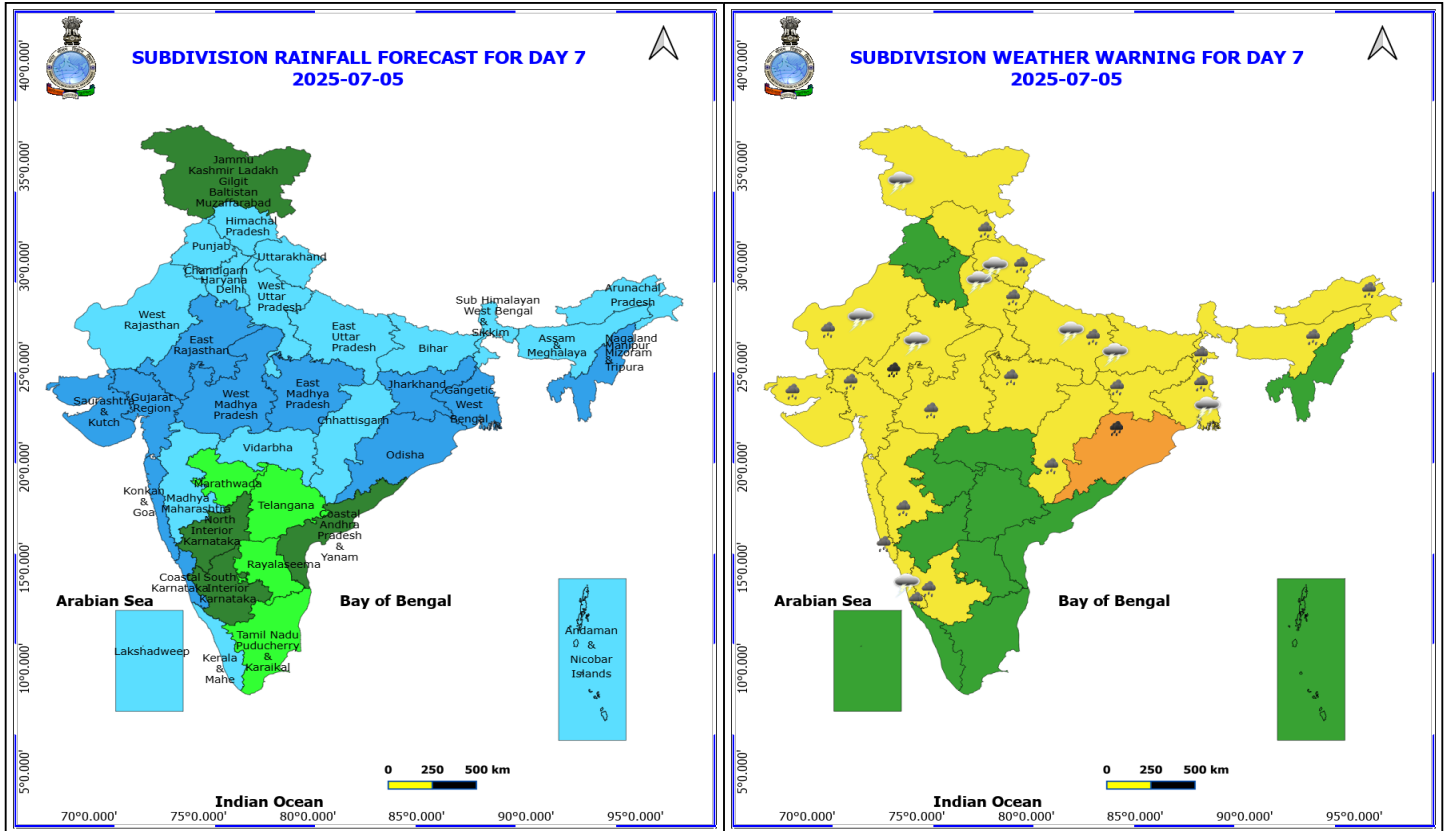 SUBDIVISION RAINFALL FORECAST FOR DAY 7
2025-07-05
40°0.000'
35°0.000'
30°0.000'
25°0.000'
20°0.000'
15°0.000'
10°0.000'
5°0.000'
Jammu
Kashmir Ladakh
Gilgit
Baltistan
Muzaffarabad
Himachal
Pradesh
Punjab
Uttarakhand
Chandigarh
Haryana
Delhi
West
Uttar
Pradesh
West
Rajasthan
East
Rajasthan
East
Uttar
Pradesh
Bihar
Sub Himalayan
West Bengal
&
Sikkim
Arunachal
Pradesh
Assam
&
Meghalaya
Nagaland
Manipur
Mizoram
&
Tripura
Saurashtra
&
Kutch
Gujarat
Region
West
Madhya
Pradesh
East
Madhya
Pradesh
Jharkhand
Gangetic
West
Bengal
Chhattisgarh
Odisha
Vidarbha
Konkan
&
Goa
Madhya
Maharashtra
Marathwada
Telangana
North
Interior
Karnataka
Coastal
Andhra
Pradesh
&
Yanam
Rayalaseema
Coastal
Karnataka
South
Interior
Karnataka
Tamil Nadu
Puducherry
&
Karaikal
Kerala
&
Mahe
Lakshadweep
Andaman
&
Nicobar
Islands
Arabian Sea
Bay of Bengal
Indian Ocean
0 250 500 km
70°0.000' 75°0.000' 80°0.000' 85°0.000' 90°0.000' 95°0.000'
SUBDIVISION WEATHER WARNING FOR DAY 7
2025-07-05
40°0.000'
35°0.000'
30°0.000'
25°0.000'
20°0.000'
15°0.000'
10°0.000'
5°0.000'
Arabian Sea
Bay of Bengal
Indian Ocean
0 250 500 km
70°0.000' 75°0.000' 80°0.000' 85°0.000' 90°0.000' 95°0.000'